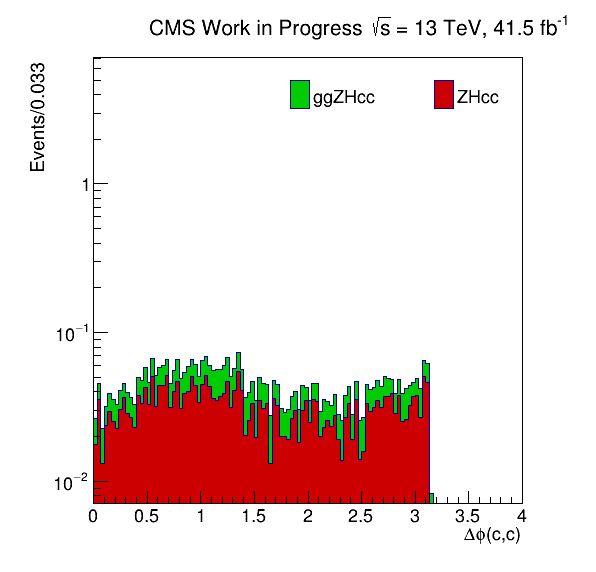 CMS Work in Progress √s = 13 TeV, 41.5 fb⁻¹
Events/0.033
ggZHcc ZHcc
1
10⁻¹
10⁻²
0 0.5 1 1.5 2 2.5 3 3.5 4
Δϕ(c,c)